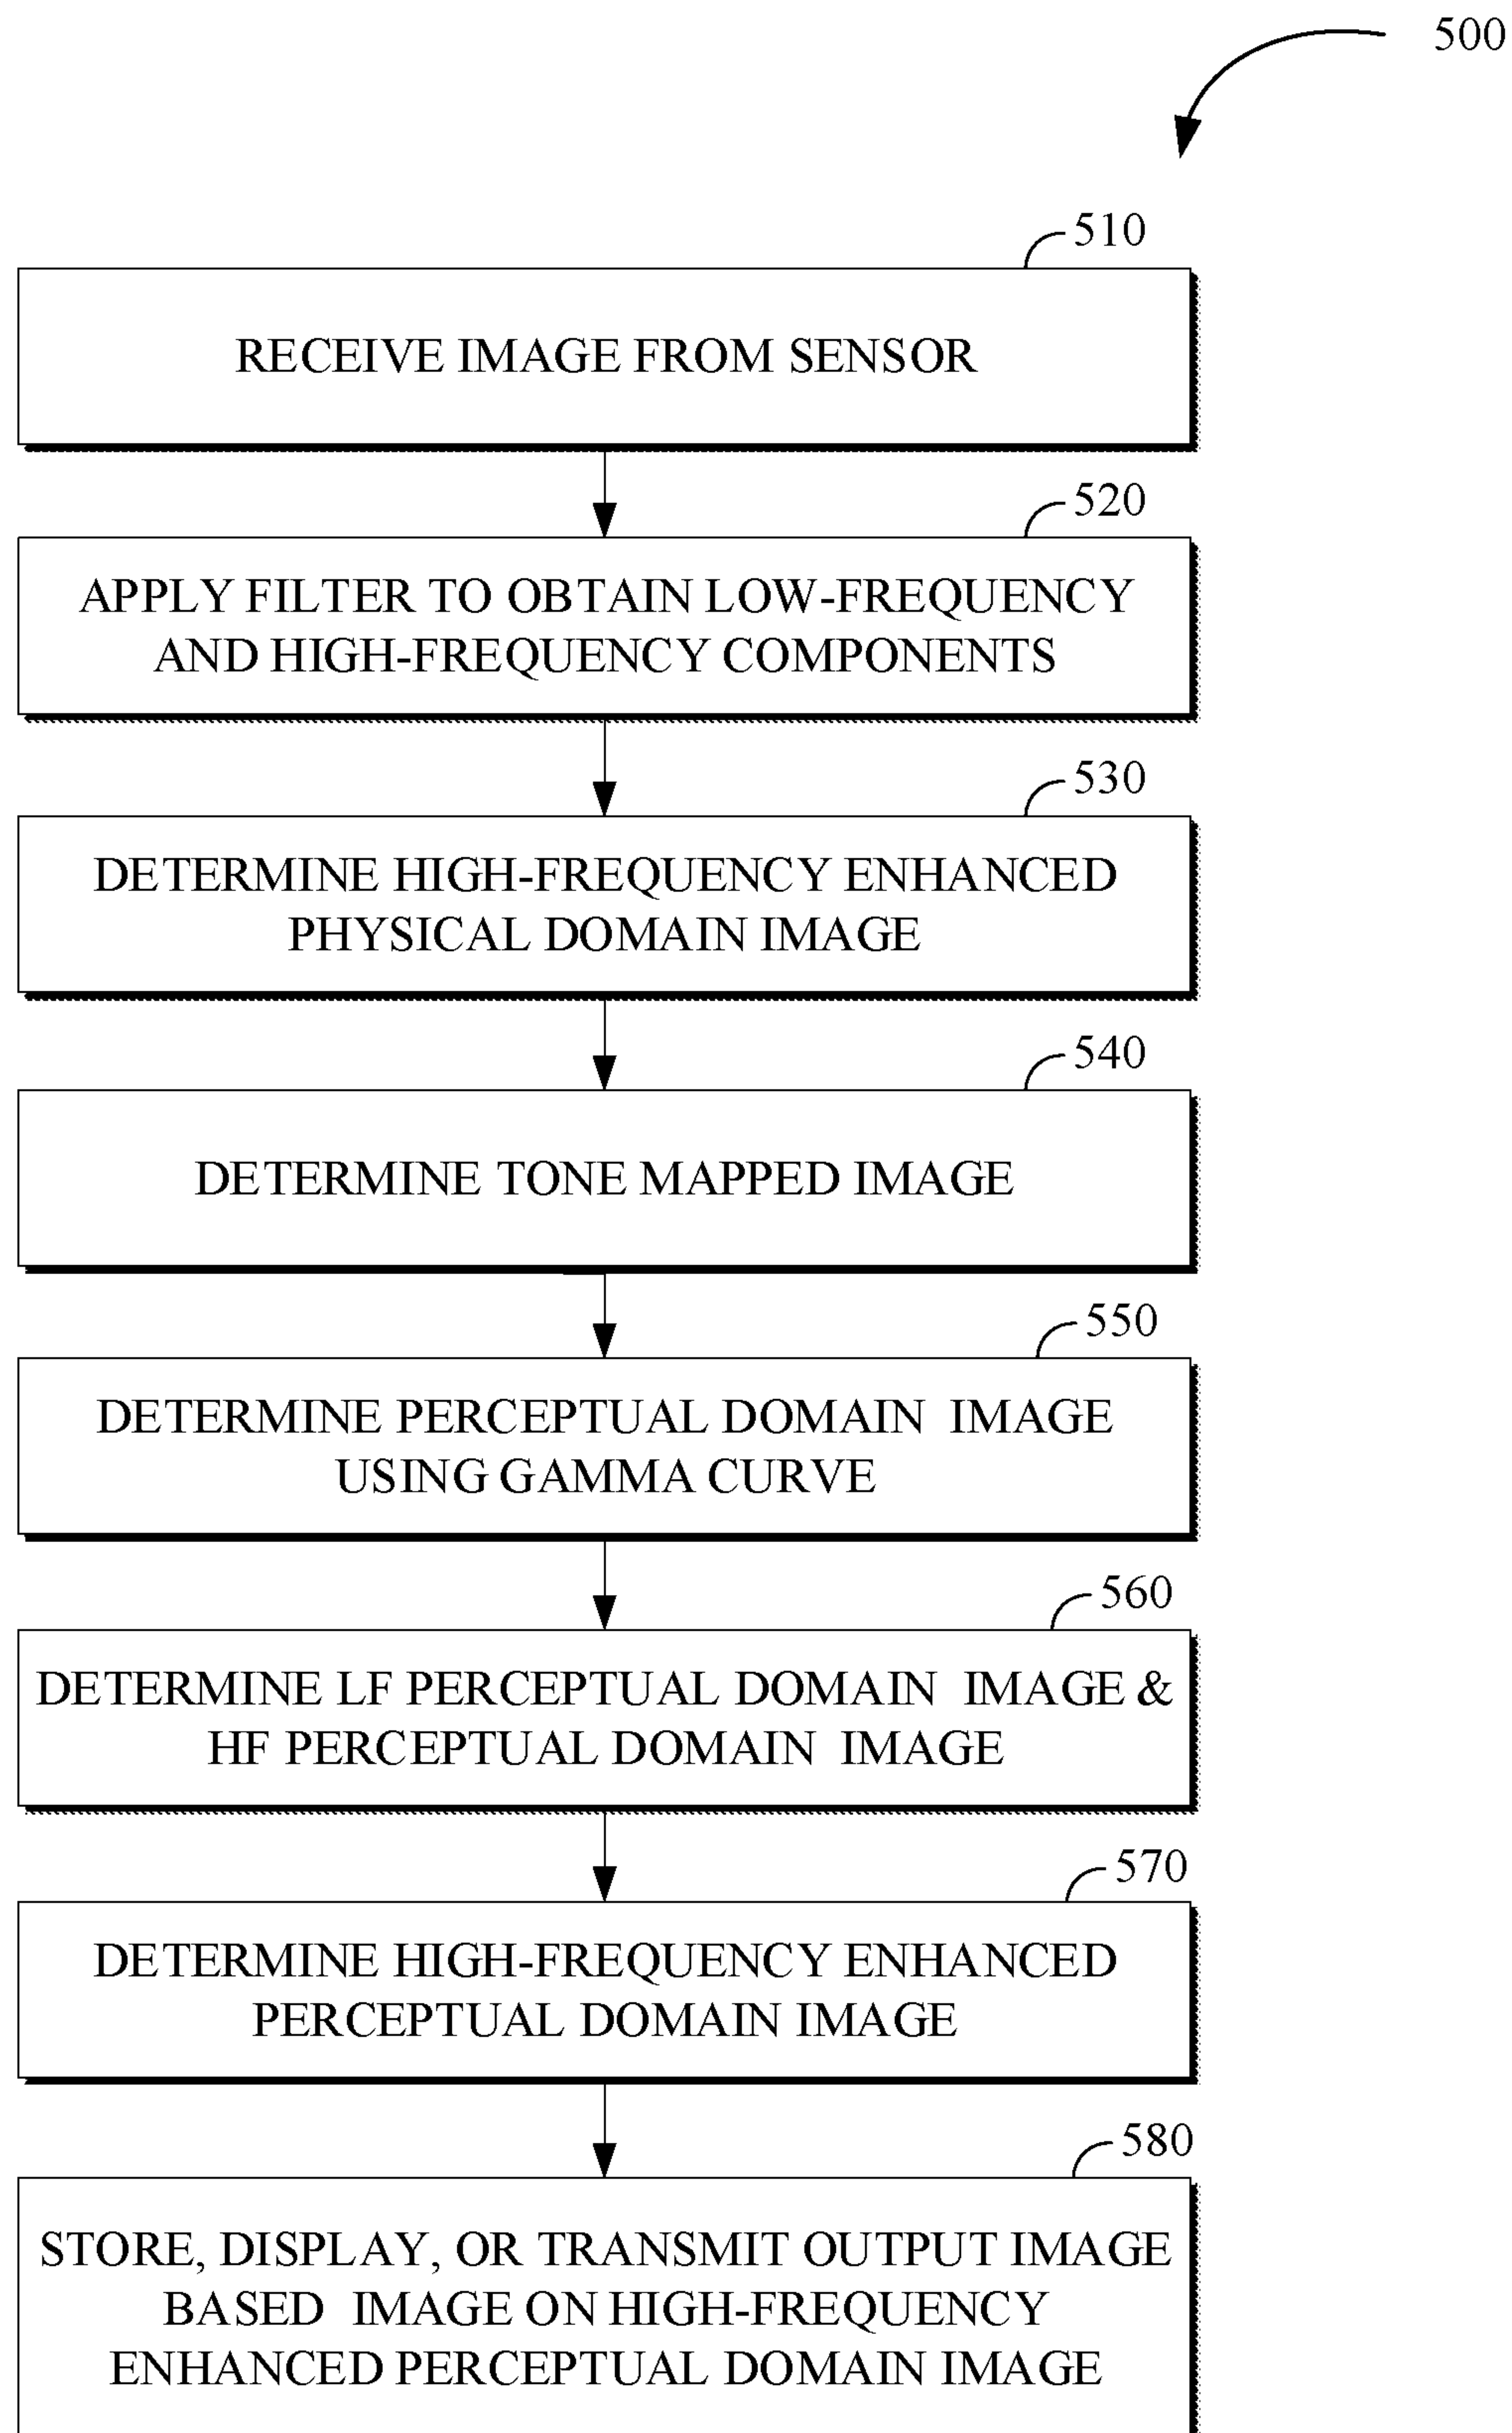 500
510
RECEIVE IMAGE FROM SENSOR
520
APPLY FILTER TO OBTAIN LOW-FREQUENCY
AND HIGH-FREQUENCY COMPONENTS
530
DETERMINE HIGH-FREQUENCY ENHANCED
PHYSICAL DOMAIN IMAGE
540
DETERMINE TONE MAPPED IMAGE
550
DETERMINE PERCEPTUAL DOMAIN IMAGE
USING GAMMA CURVE
560
DETERMINE LF PERCEPTUAL DOMAIN IMAGE &
HF PERCEPTUAL DOMAIN IMAGE
570
DETERMINE HIGH-FREQUENCY ENHANCED
PERCEPTUAL DOMAIN IMAGE
580
STORE, DISPLAY, OR TRANSMIT OUTPUT IMAGE
BASED IMAGE ON HIGH-FREQUENCY
ENHANCED PERCEPTUAL DOMAIN IMAGE